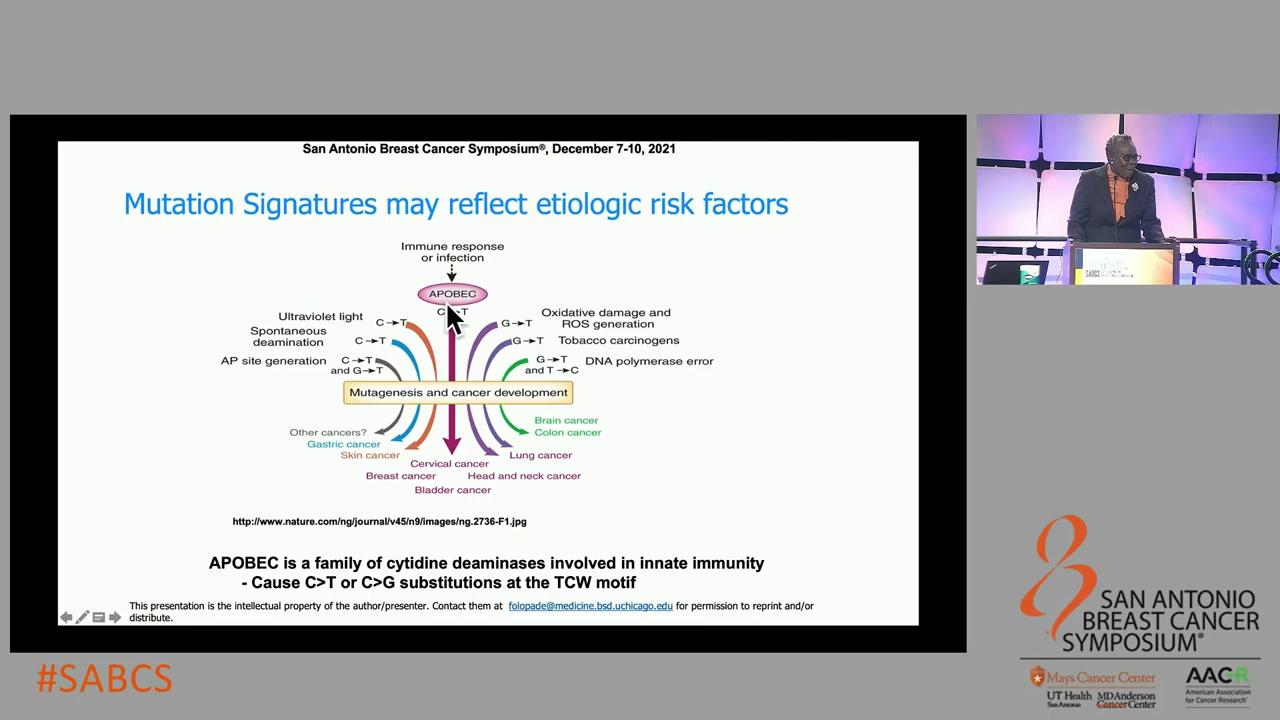 San Antonio Breast Cancer Symposium®, December 7-10, 2021
Mutation Signatures may reflect etiologic risk factors
Immune response
or infection
APOBEC
Ultraviolet light
C→T
Spontaneous
deamination
C→T
AP site generation
C→T
and G→T
G→T
Oxidative damage and
ROS generation
G→T
Tobacco carcinogens
G→T
and T→C
DNA polymerase error
Mutagenesis and cancer development
Other cancers?
Gastric cancer
Skin cancer
Brain cancer
Colon cancer
Lung cancer
Cervical cancer
Breast cancer
Head and neck cancer
Bladder cancer
http://www.nature.com/ng/journal/v45/n9/images/ng.2736-F1.jpg
APOBEC is a family of cytidine deaminases involved in innate immunity
- Cause C>T or C>G substitutions at the TCW motif
This presentation is the intellectual property of the author/presenter. Contact them at folopade@medicine.bsd.uchicago.edu for permission to reprint and/or
distribute.
#SABCS
SABCS
SAN ANTONIO
BREAST CANCER
SYMPOSIUM®
Mays Cancer Center
UT Health
San Antonio
MD Anderson
Cancer Center
AACR
American Association
for Cancer Research®